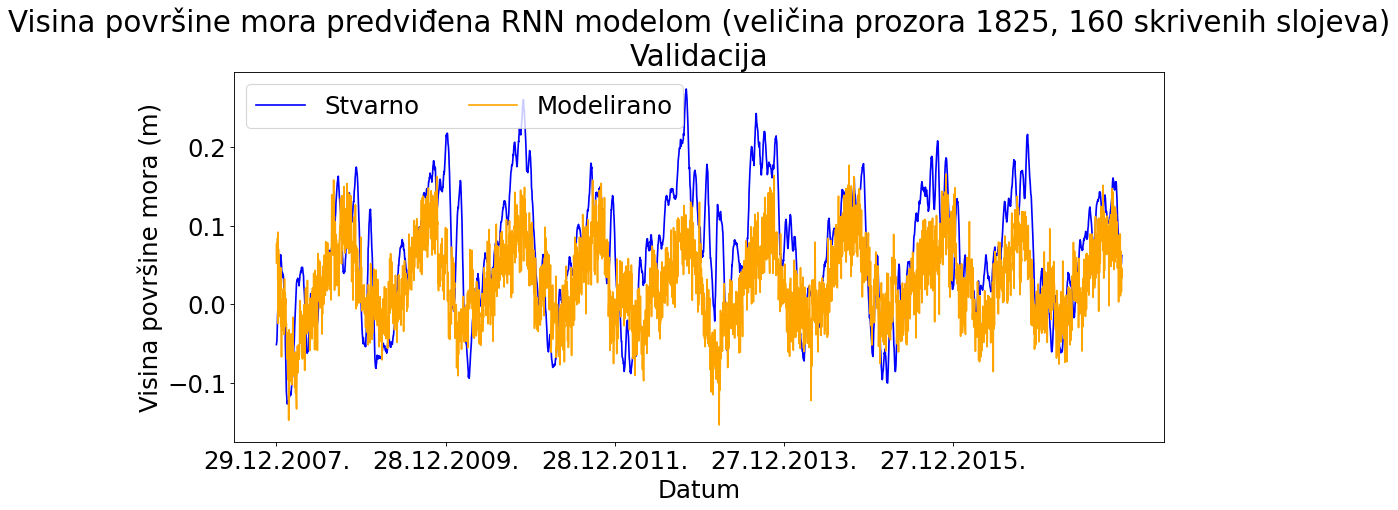 Visina površine mora predviđena RNN modelom (veličina prozora 1825, 160 skrivenih slojeva)
Validacija
Stvarno
Modelirano
Visina površine mora (m)
0.2
0.1
0.0
−0.1
29.12.2007.
28.12.2009.
28.12.2011.
27.12.2013.
27.12.2015.
Datum